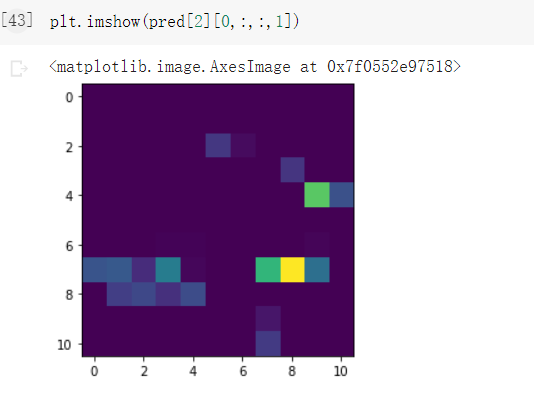 [43] plt.imshow(pred[2][0,:,:,1])
<matplotlib.image.AxesImage at 0x7f0552e97518>
0
2
4
6
8
10
0 2 4 6 8 10